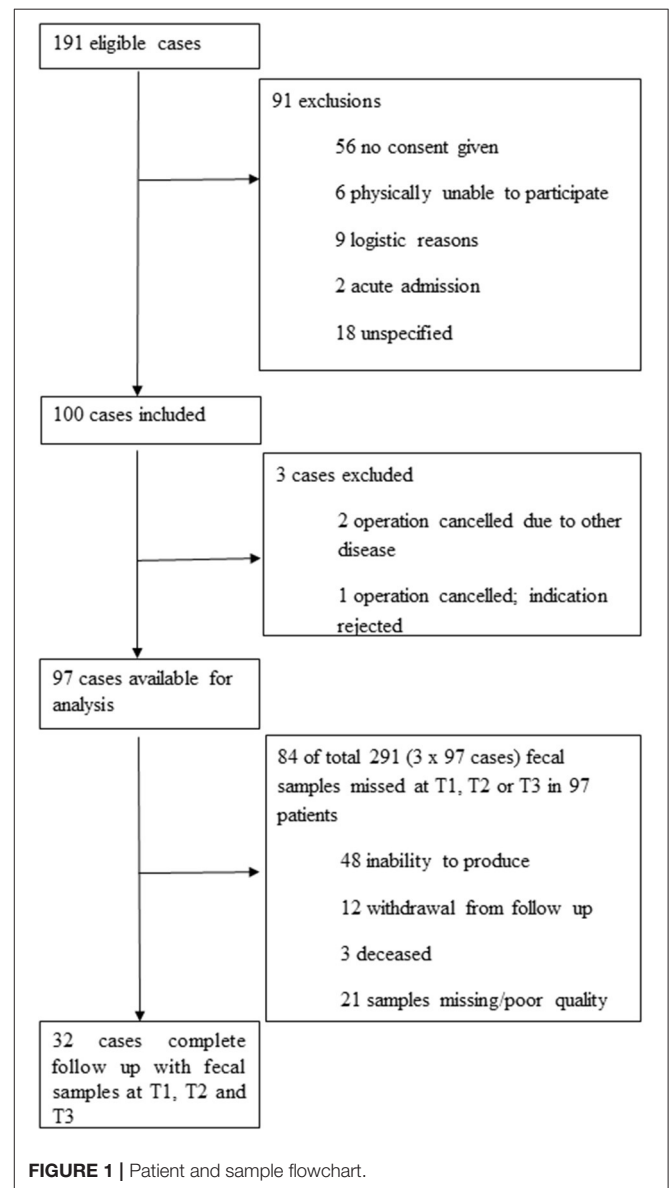 191 eligible cases
91 exclusions
56 no consent given
6 physically unable to participate
9 logistic reasons
2 acute admission
18 unspecified
100 cases included
3 cases excluded
2 operation cancelled due to other
disease
1 operation cancelled; indication
rejected
97 cases available for
analysis
84 of total 291 (3 x 97 cases) fecal
samples missed at T1, T2 or T3 in 97
patients
48 inability to produce
12 withdrawal from follow up
3 deceased
21 samples missing/poor quality
32 cases complete
follow up with fecal
samples at T1, T2 and
T3
FIGURE 1 | Patient and sample flowchart.